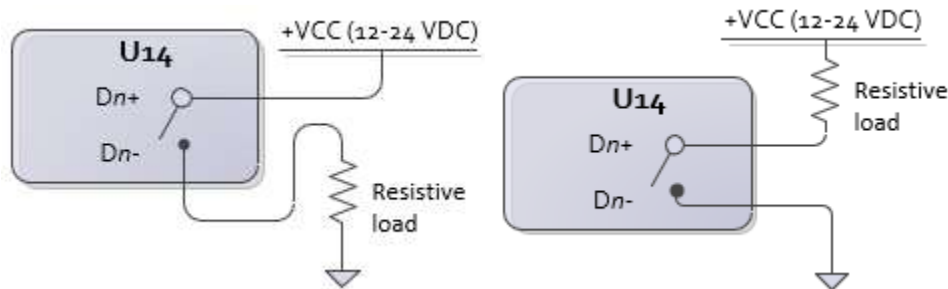 +VCC (12-24 VDC)
U14
Dn+
Dn-
Resistive
load
+VCC (12-24 VDC)
U14
Dn+
Dn-
Resistive
load